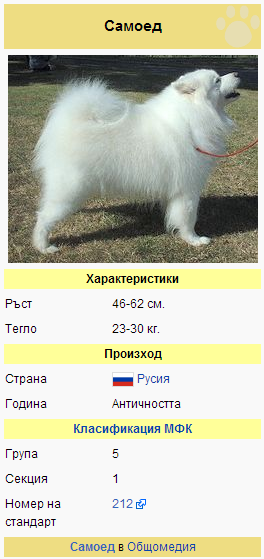 Самоед
Характеристики
Ръст 46-62 см.
Тегло 23-30 кг.
Произход
Страна Русия
Година Античността
Класификация МФК
Група 5
Секция 1
Номер на стандарт 212
Самоед в Общомедия